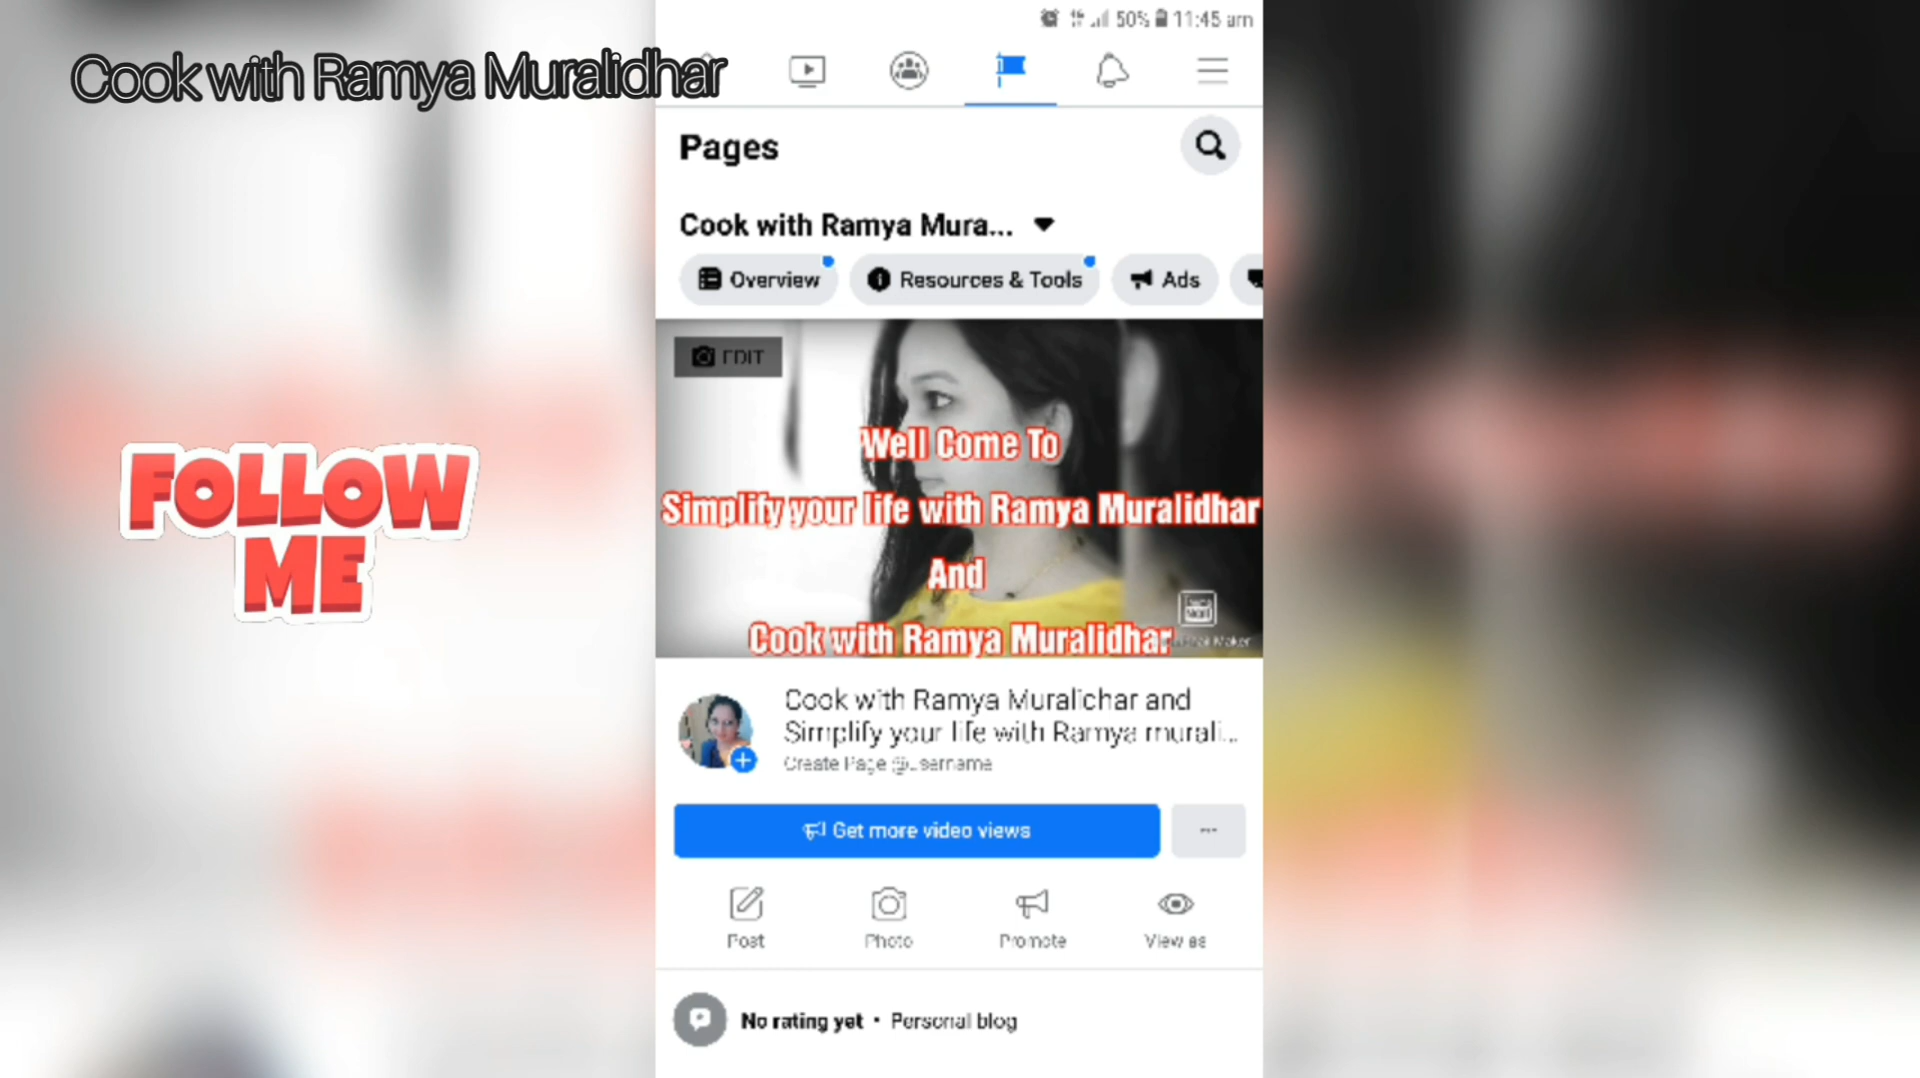 50% 11:45 am
Cook with Ramya Muralidhar
Pages
Cook with Ramya Mura...
Overview
Resources & Tools
Ads
EDIT
Well Come To
Simplify your life with Ramya Muralidhar
And
Cook with Ramya Muralidhar
FOLLOW
ME
Cook with Ramya Muralidhar and
Simplify your life with Ramya murali...
Create Page @username
Get more video views
Post
Photo
Promote
View as
No rating yet · Personal blog